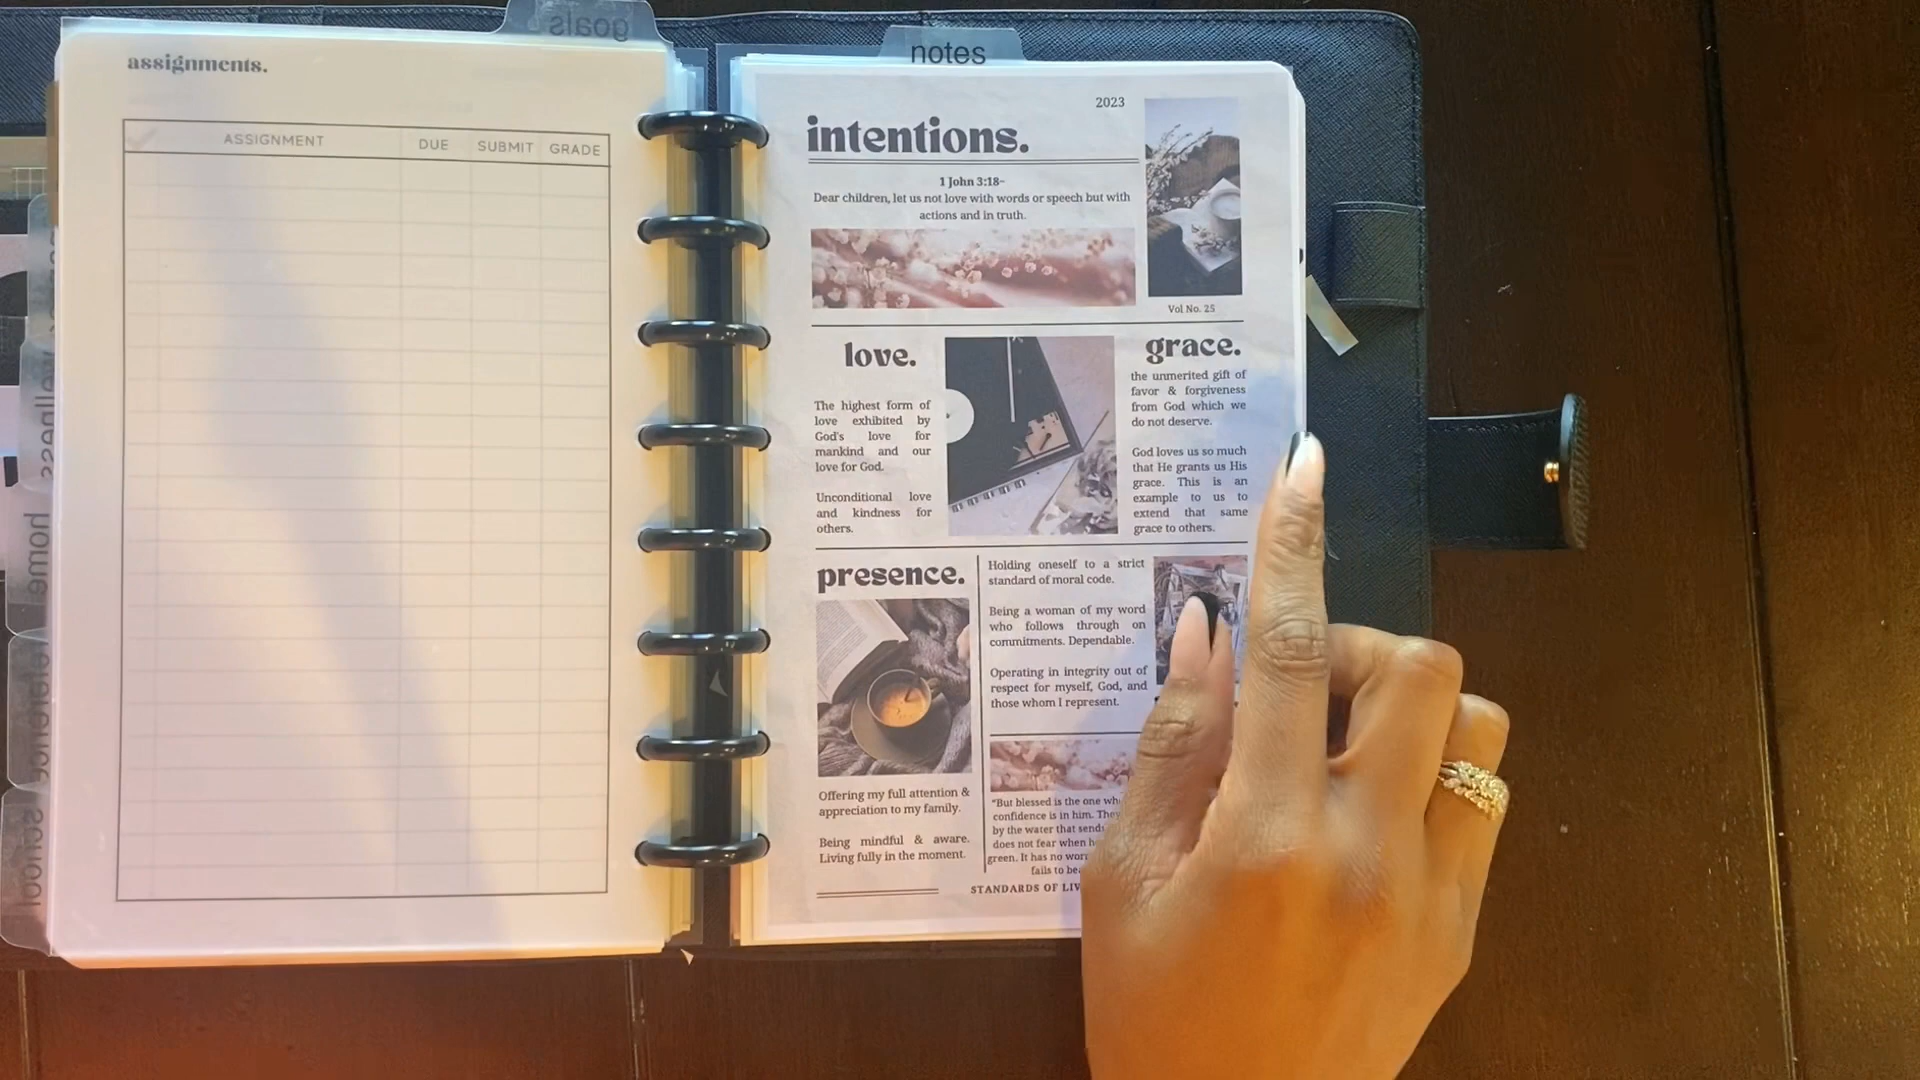 goals
assignments.
ASSIGNMENT DUE SUBMIT GRADE
wellness
home
reference
school
notes
2023
intentions.
1 John 3:18~
Dear children, let us not love with words or speech but with
actions and in truth.
Vol No. 25
love.
The highest form of
love exhibited by
God's love for
mankind and our
love for God.
Unconditional love
and kindness for
others.
grace.
the unmerited gift of
favor & forgiveness
from God which we
do not deserve.
God loves us so much
that He grants us His
grace. This is an
example to us to
extend that same
grace to others.
presence.
Offering my full attention &
appreciation to my family.
Being mindful & aware.
Living fully in the moment.
Holding oneself to a strict
standard of moral code.
Being a woman of my word
who follows through on
commitments. Dependable.
Operating in integrity out of
respect for myself, God, and
those whom I represent.
"But blessed is the one
confidence is in him. They
by the water that
does not fear when
green. It has no
fails to
STANDARDS OF